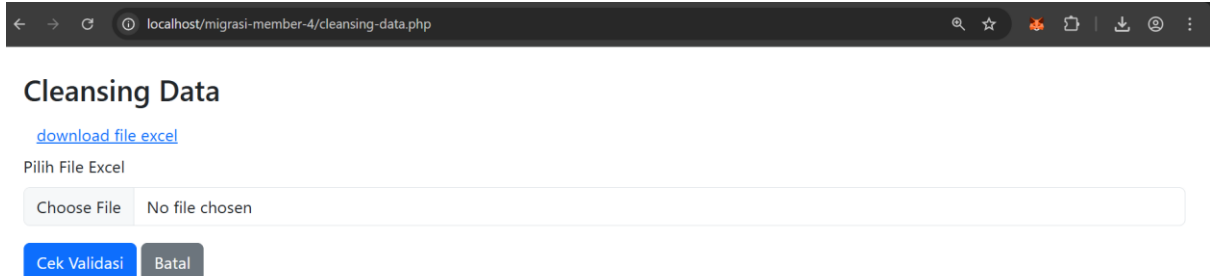 localhost/migrasi-member-4/cleansing-data.php
Cleansing Data
download file excel
Pilih File Excel
Choose File No file chosen
Cek Validasi Batal